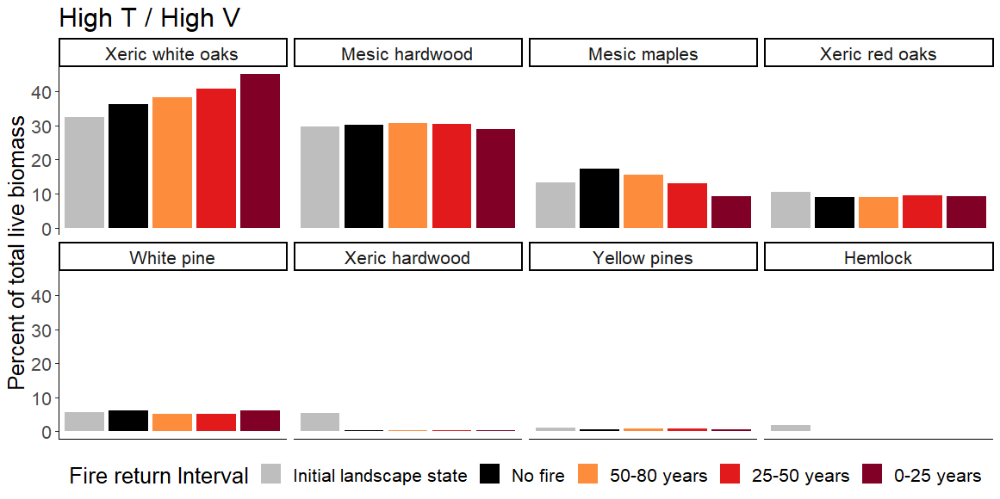 High T / High V
Xeric white oaks
Mesic hardwood
Mesic maples
Xeric red oaks
Percent of total live biomass
40
30
20
10
0
White pine
Xeric hardwood
Yellow pines
Hemlock
40
30
20
10
0
Fire return Interval Initial landscape state No fire 50-80 years 25-50 years 0-25 years